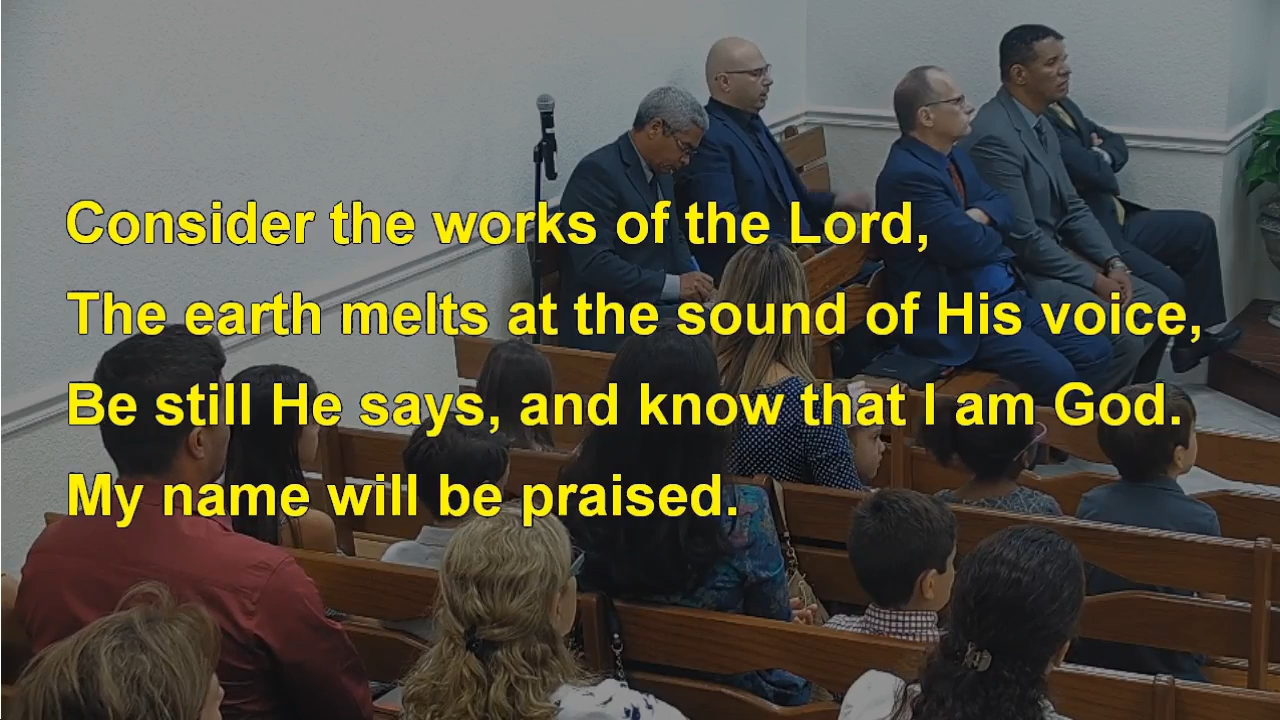 Consider the works of the Lord,
The earth melts at the sound of His voice,
Be still He says, and know that I am God.
My name will be praised.